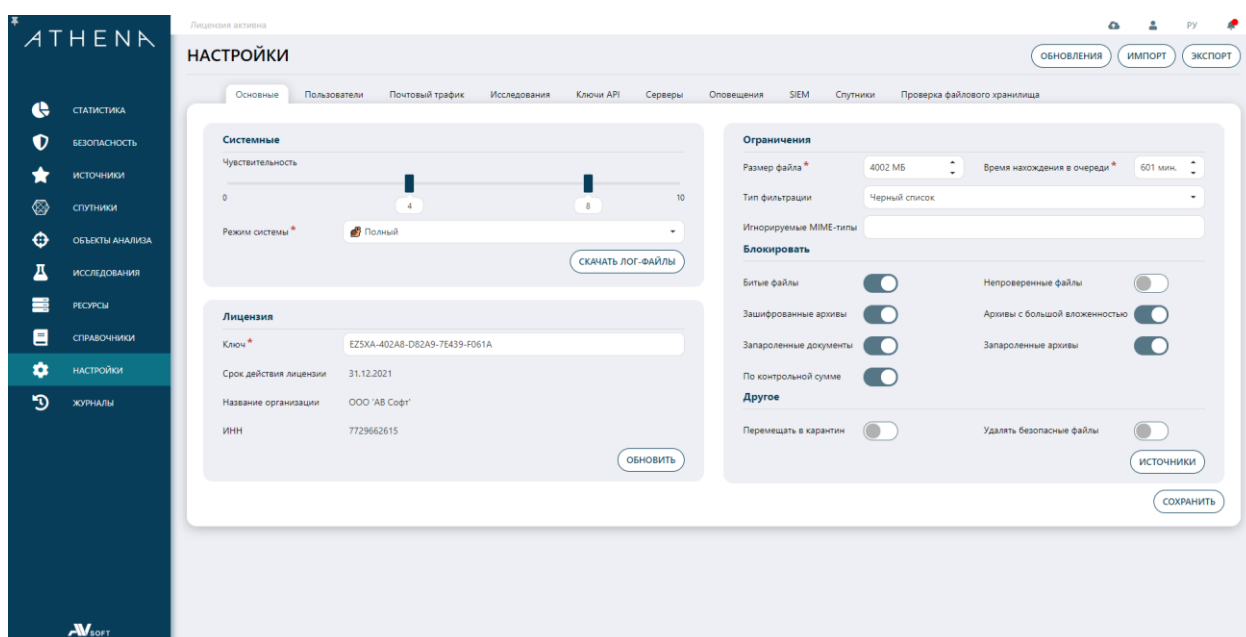 ATHENA
СТАТИСТИКА
БЕЗОПАСНОСТЬ
ИСТОЧНИКИ
СПУТНИКИ
ОБЪЕКТЫ АНАЛИЗА
ИССЛЕДОВАНИЯ
РЕСУРСЫ
СПРАВОЧНИКИ
НАСТРОЙКИ
ЖУРНАЛЫ
AVSOFT
Лицензия активна
РУ
НАСТРОЙКИ
ОБНОВЛЕНИЯ ИМПОРТ ЭКСПОРТ
Основные Пользователи Почтовый трафик Исследования Ключи API Серверы Оповещения SIEM Спутники Проверка файлового хранилища
Системные
Чувствительность
0 4 8 10
Режим системы * Полный
СКАЧАТЬ ЛОГ-ФАЙЛЫ
Лицензия
Ключ * EZ5XA-402A8-D82A9-7E439-F061A
Срок действия лицензии 31.12.2021
Название организации ООО 'АВ Софт'
ИНН 7729662615
ОБНОВИТЬ
Ограничения
Размер файла * 4002 МБ Время нахождения в очереди * 601 мин.
Тип фильтрации Черный список
Игнорируемые MIME-типы
Блокировать
Битые файлы Непроверенные файлы
Зашифрованные архивы Архивы с большой вложенностью
Запароленные документы Запароленные архивы
По контрольной сумме
Другое
Перемещать в карантин Удалять безопасные файлы
ИСТОЧНИКИ
СОХРАНИТЬ